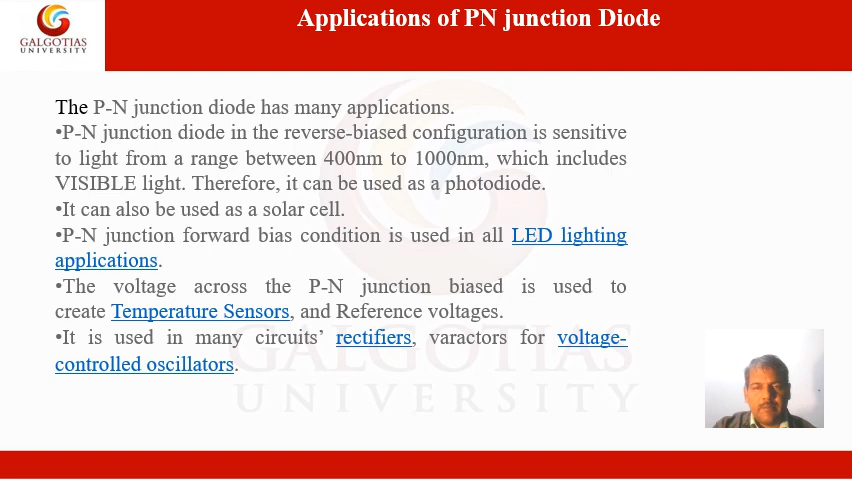 Applications of PN junction Diode
GALGOTIAS
UNIVERSITY
The P-N junction diode has many applications.
•P-N junction diode in the reverse-biased configuration is sensitive
to light from a range between 400nm to 1000nm, which includes
VISIBLE light. Therefore, it can be used as a photodiode.
•It can also be used as a solar cell.
•P-N junction forward bias condition is used in all LED lighting
applications.
•The voltage across the P-N junction biased is used to
create Temperature Sensors, and Reference voltages.
•It is used in many circuits’ rectifiers, varactors for voltage-
controlled oscillators.
GALGOTIAS
UNIVERSITY